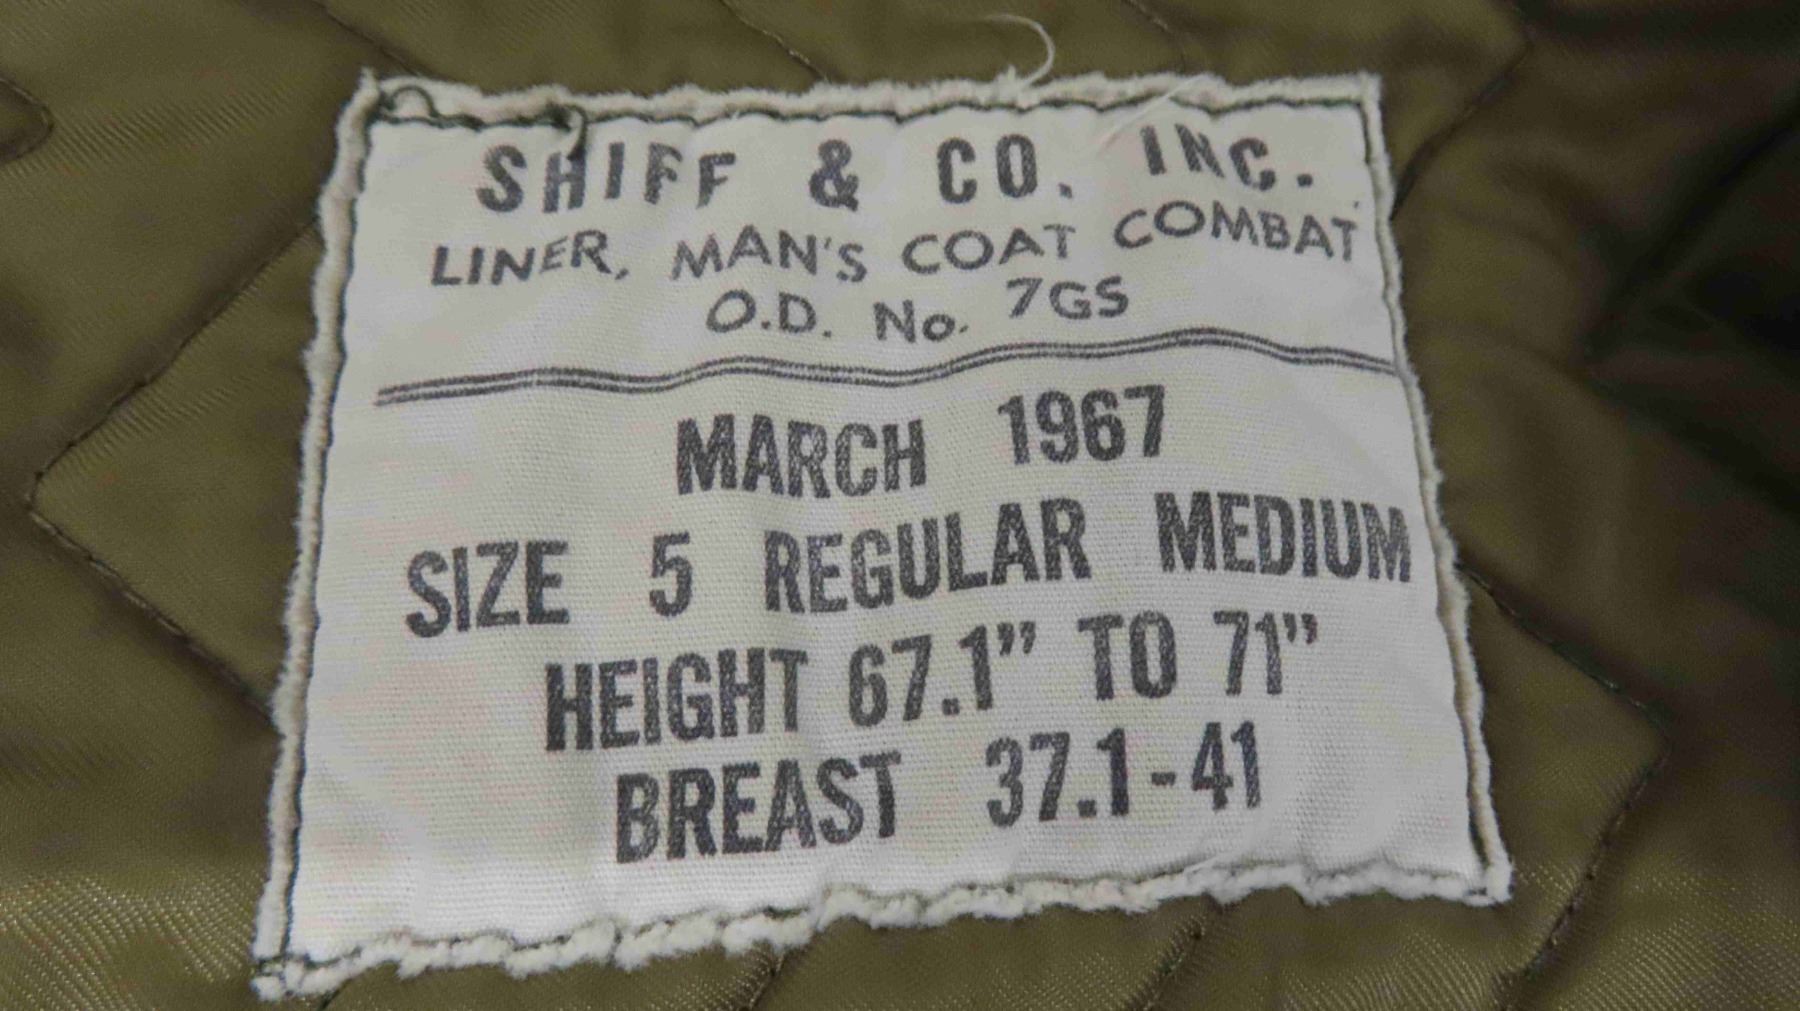 SHIFF & CO. INC.
LINER, MAN'S COAT COMBAT
O.D. No. 7GS
MARCH 1967
SIZE 5 REGULAR MEDIUM
HEIGHT 67.1” TO 71”
BREAST 37.1-41